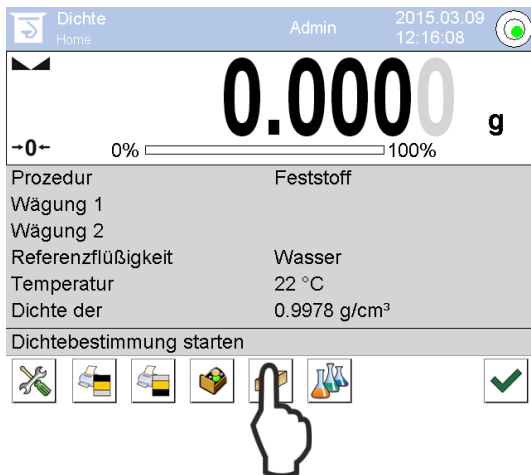 Dichte
Home
Admin
2015.03.09
12:16:08
0.0000 g
→0←
0% 100%
Prozedur Feststoff
Wägung 1
Wägung 2
Referenzflüßigkeit Wasser
Temperatur 22 °C
Dichte der 0.9978 g/cm³
Dichtebestimmung starten